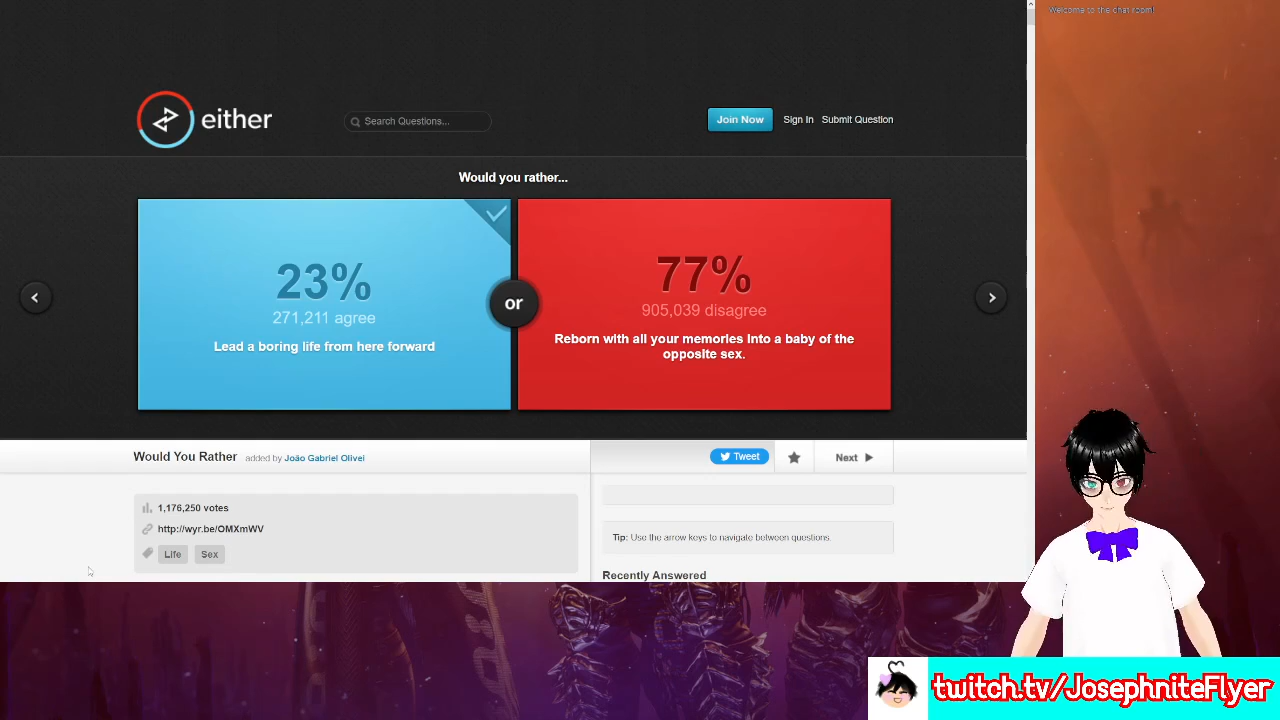 Welcome to the chat room!
either
Search Questions...
Join Now
Sign In
Submit Question
Would you rather...
23%
271,211 agree
Lead a boring life from here forward
or
77%
905,039 disagree
Reborn with all your memories into a baby of the
opposite sex.
Would You Rather
added by João Gabriel Olivei
Tweet
Next
1,176,250 votes
http://wyr.be/OMXmWV
Life
Sex
Tip: Use the arrow keys to navigate between questions.
Recently Answered
twitch.tv/JosephniteFlyer